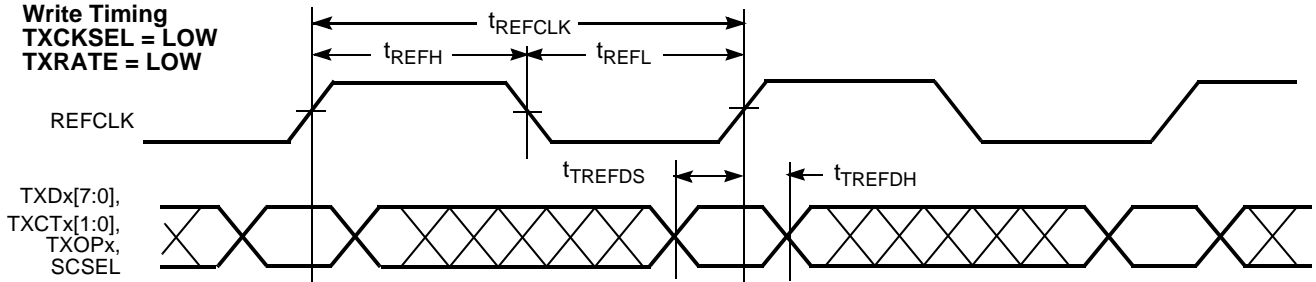 Write Timing
TXCKSEL = LOW
TXRATE = LOW
tREFCLK
tREFH
tREFL
REFCLK
tTREFDS
tTREFDH
TXDx[7:0],
TXCTx[1:0],
TXOPx,
SCSEL